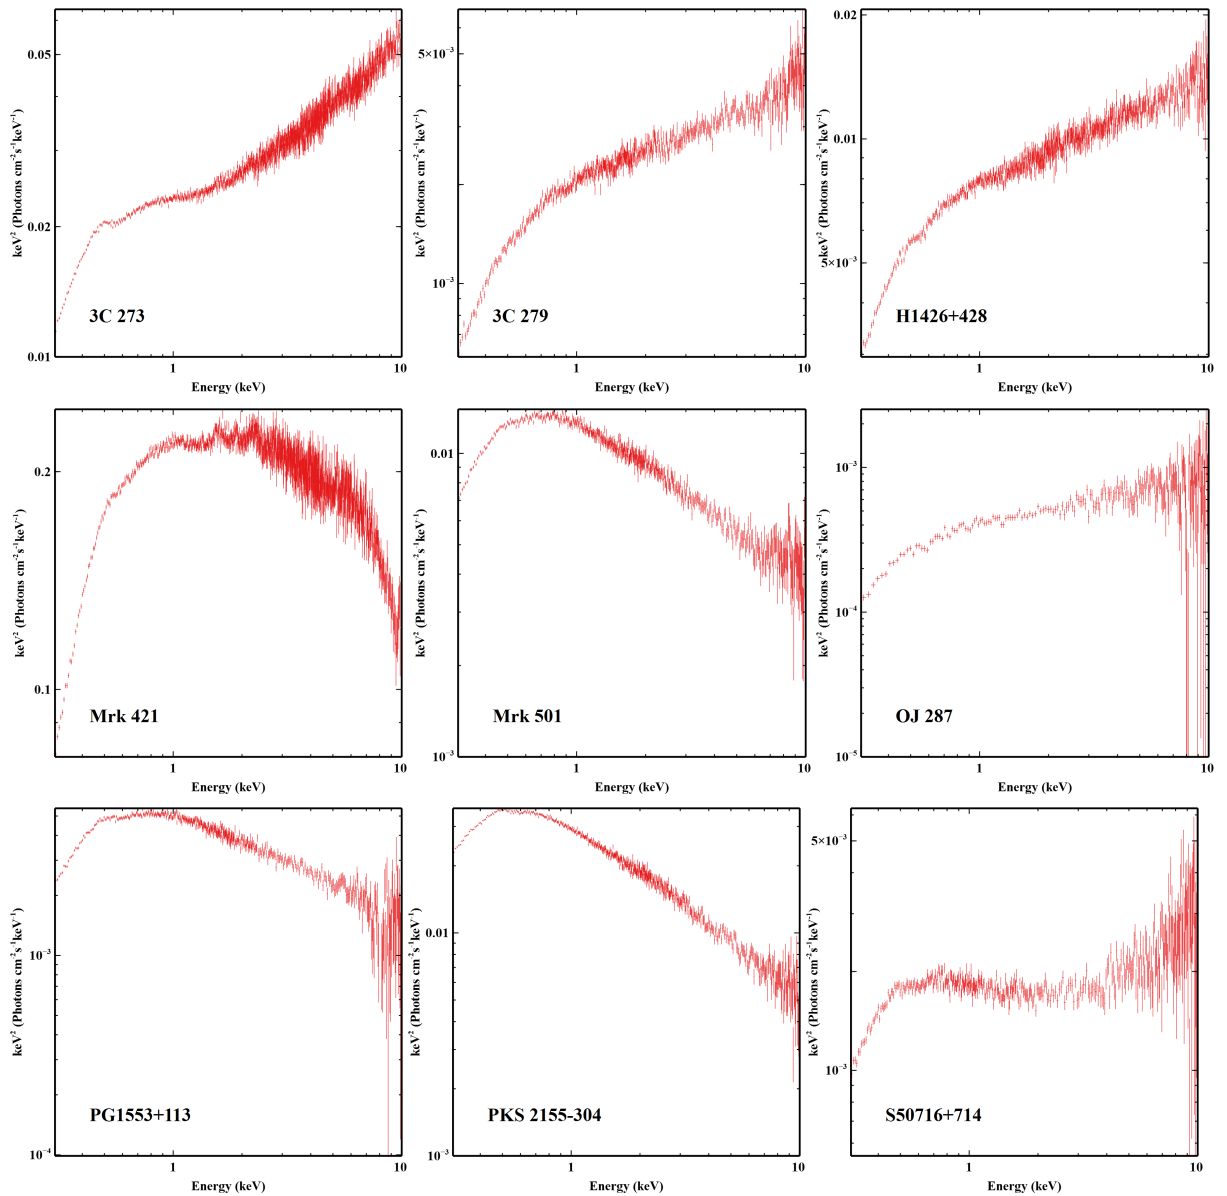 0.05
0.02
0.01
keV² (Photons cm⁻²s⁻¹keV⁻¹)
3C 273
1
10
Energy (keV)
5×10⁻³
10⁻³
keV² (Photons cm⁻²s⁻¹keV⁻¹)
3C 279
1
10
Energy (keV)
0.02
0.01
5×10⁻³
keV² (Photons cm⁻²s⁻¹keV⁻¹)
H1426+428
1
10
Energy (keV)
0.2
0.1
keV² (Photons cm⁻²s⁻¹keV⁻¹)
Mrk 421
1
10
Energy (keV)
0.01
10⁻³
keV² (Photons cm⁻²s⁻¹keV⁻¹)
Mrk 501
1
10
Energy (keV)
10⁻³
10⁻⁴
10⁻⁵
keV² (Photons cm⁻²s⁻¹keV⁻¹)
OJ 287
1
10
Energy (keV)
10⁻³
10⁻⁴
keV² (Photons cm⁻²s⁻¹keV⁻¹)
PG1553+113
1
10
Energy (keV)
0.01
10⁻³
keV² (Photons cm⁻²s⁻¹keV⁻¹)
PKS 2155-304
1
10
Energy (keV)
5×10⁻³
10⁻³
keV² (Photons cm⁻²s⁻¹keV⁻¹)
S50716+714
1
10
Energy (keV)